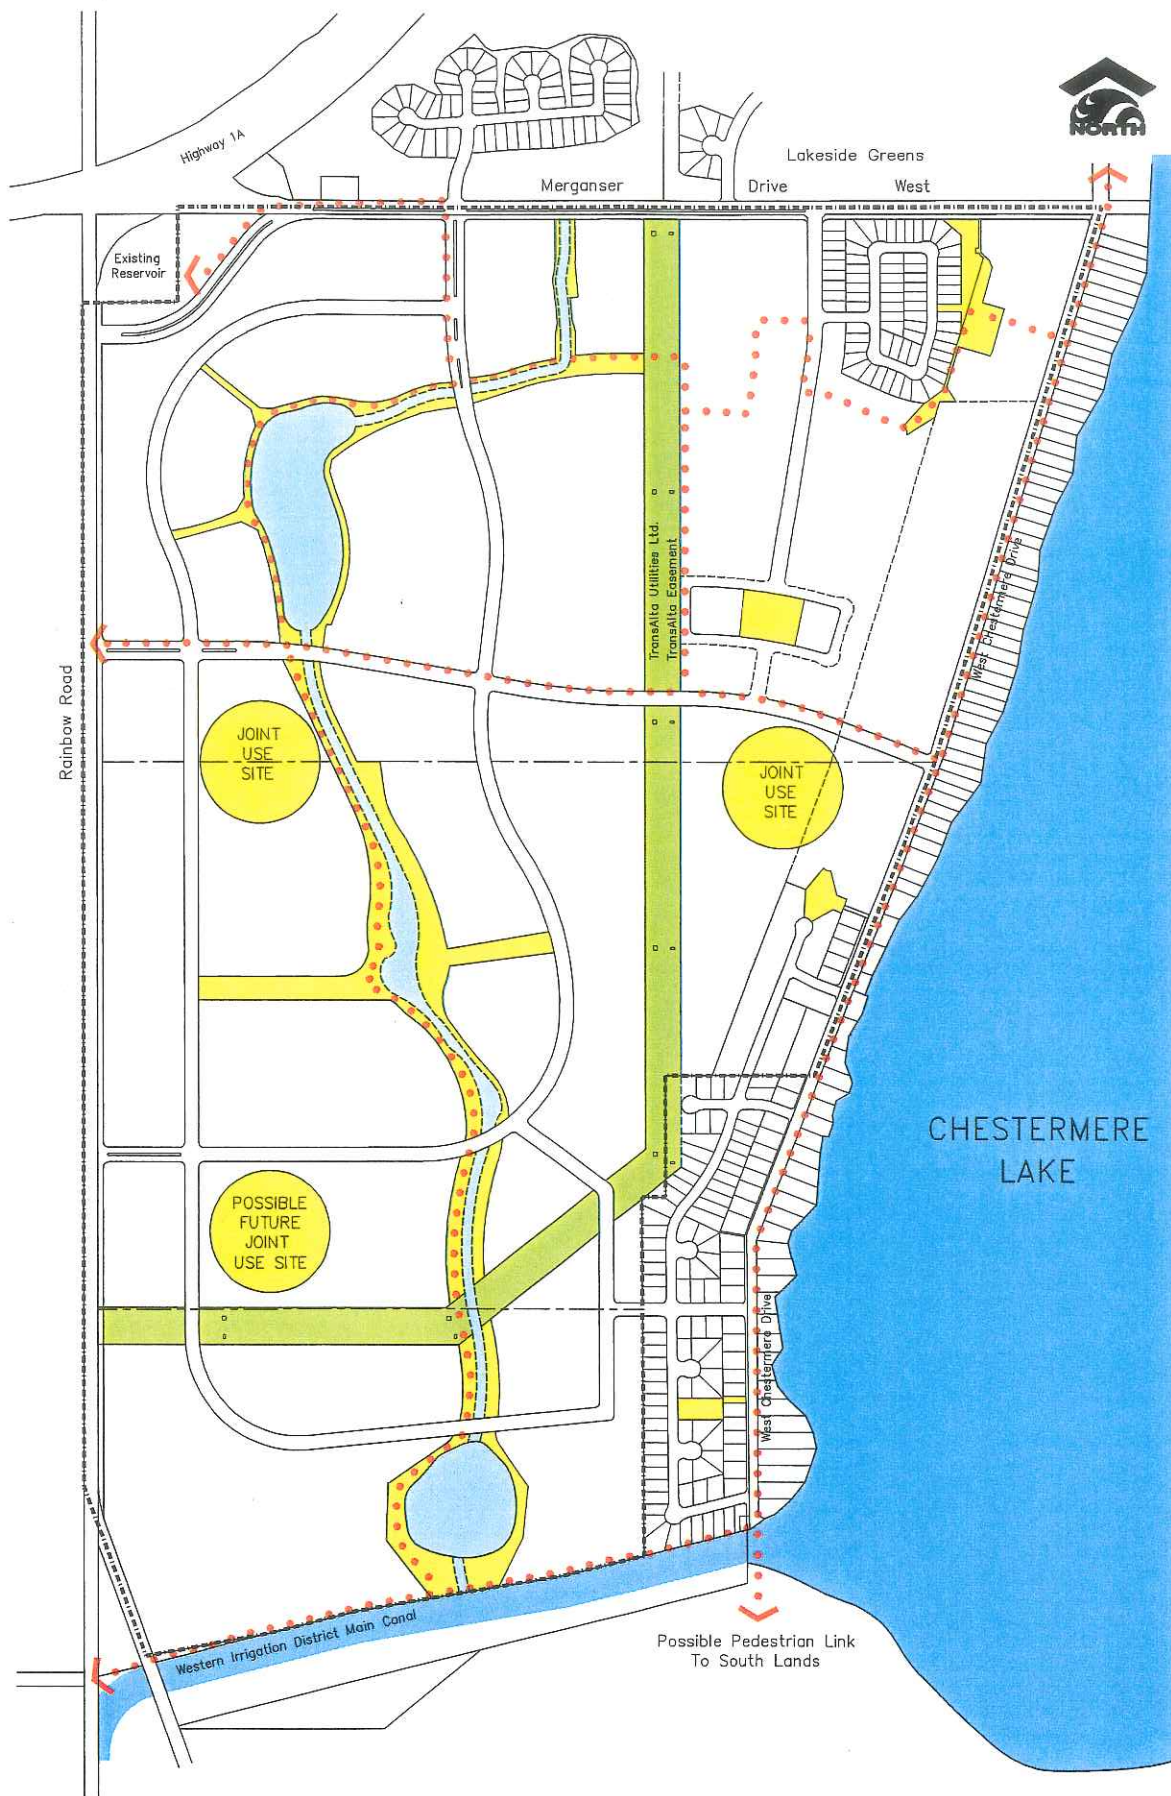 NORTH
Highway 1A
Lakeside Greens
Merganser Drive West
Existing
Reservoir
TransAlta Utilities Ltd.
TransAlta Easement
West Chestermere Drive
Rainbow Road
JOINT
USE
SITE
JOINT
USE
SITE
CHESTERMERE
LAKE
POSSIBLE
FUTURE
JOINT
USE SITE
West Chestermere Drive
Western Irrigation District Main Canal
Possible Pedestrian Link
To South Lands